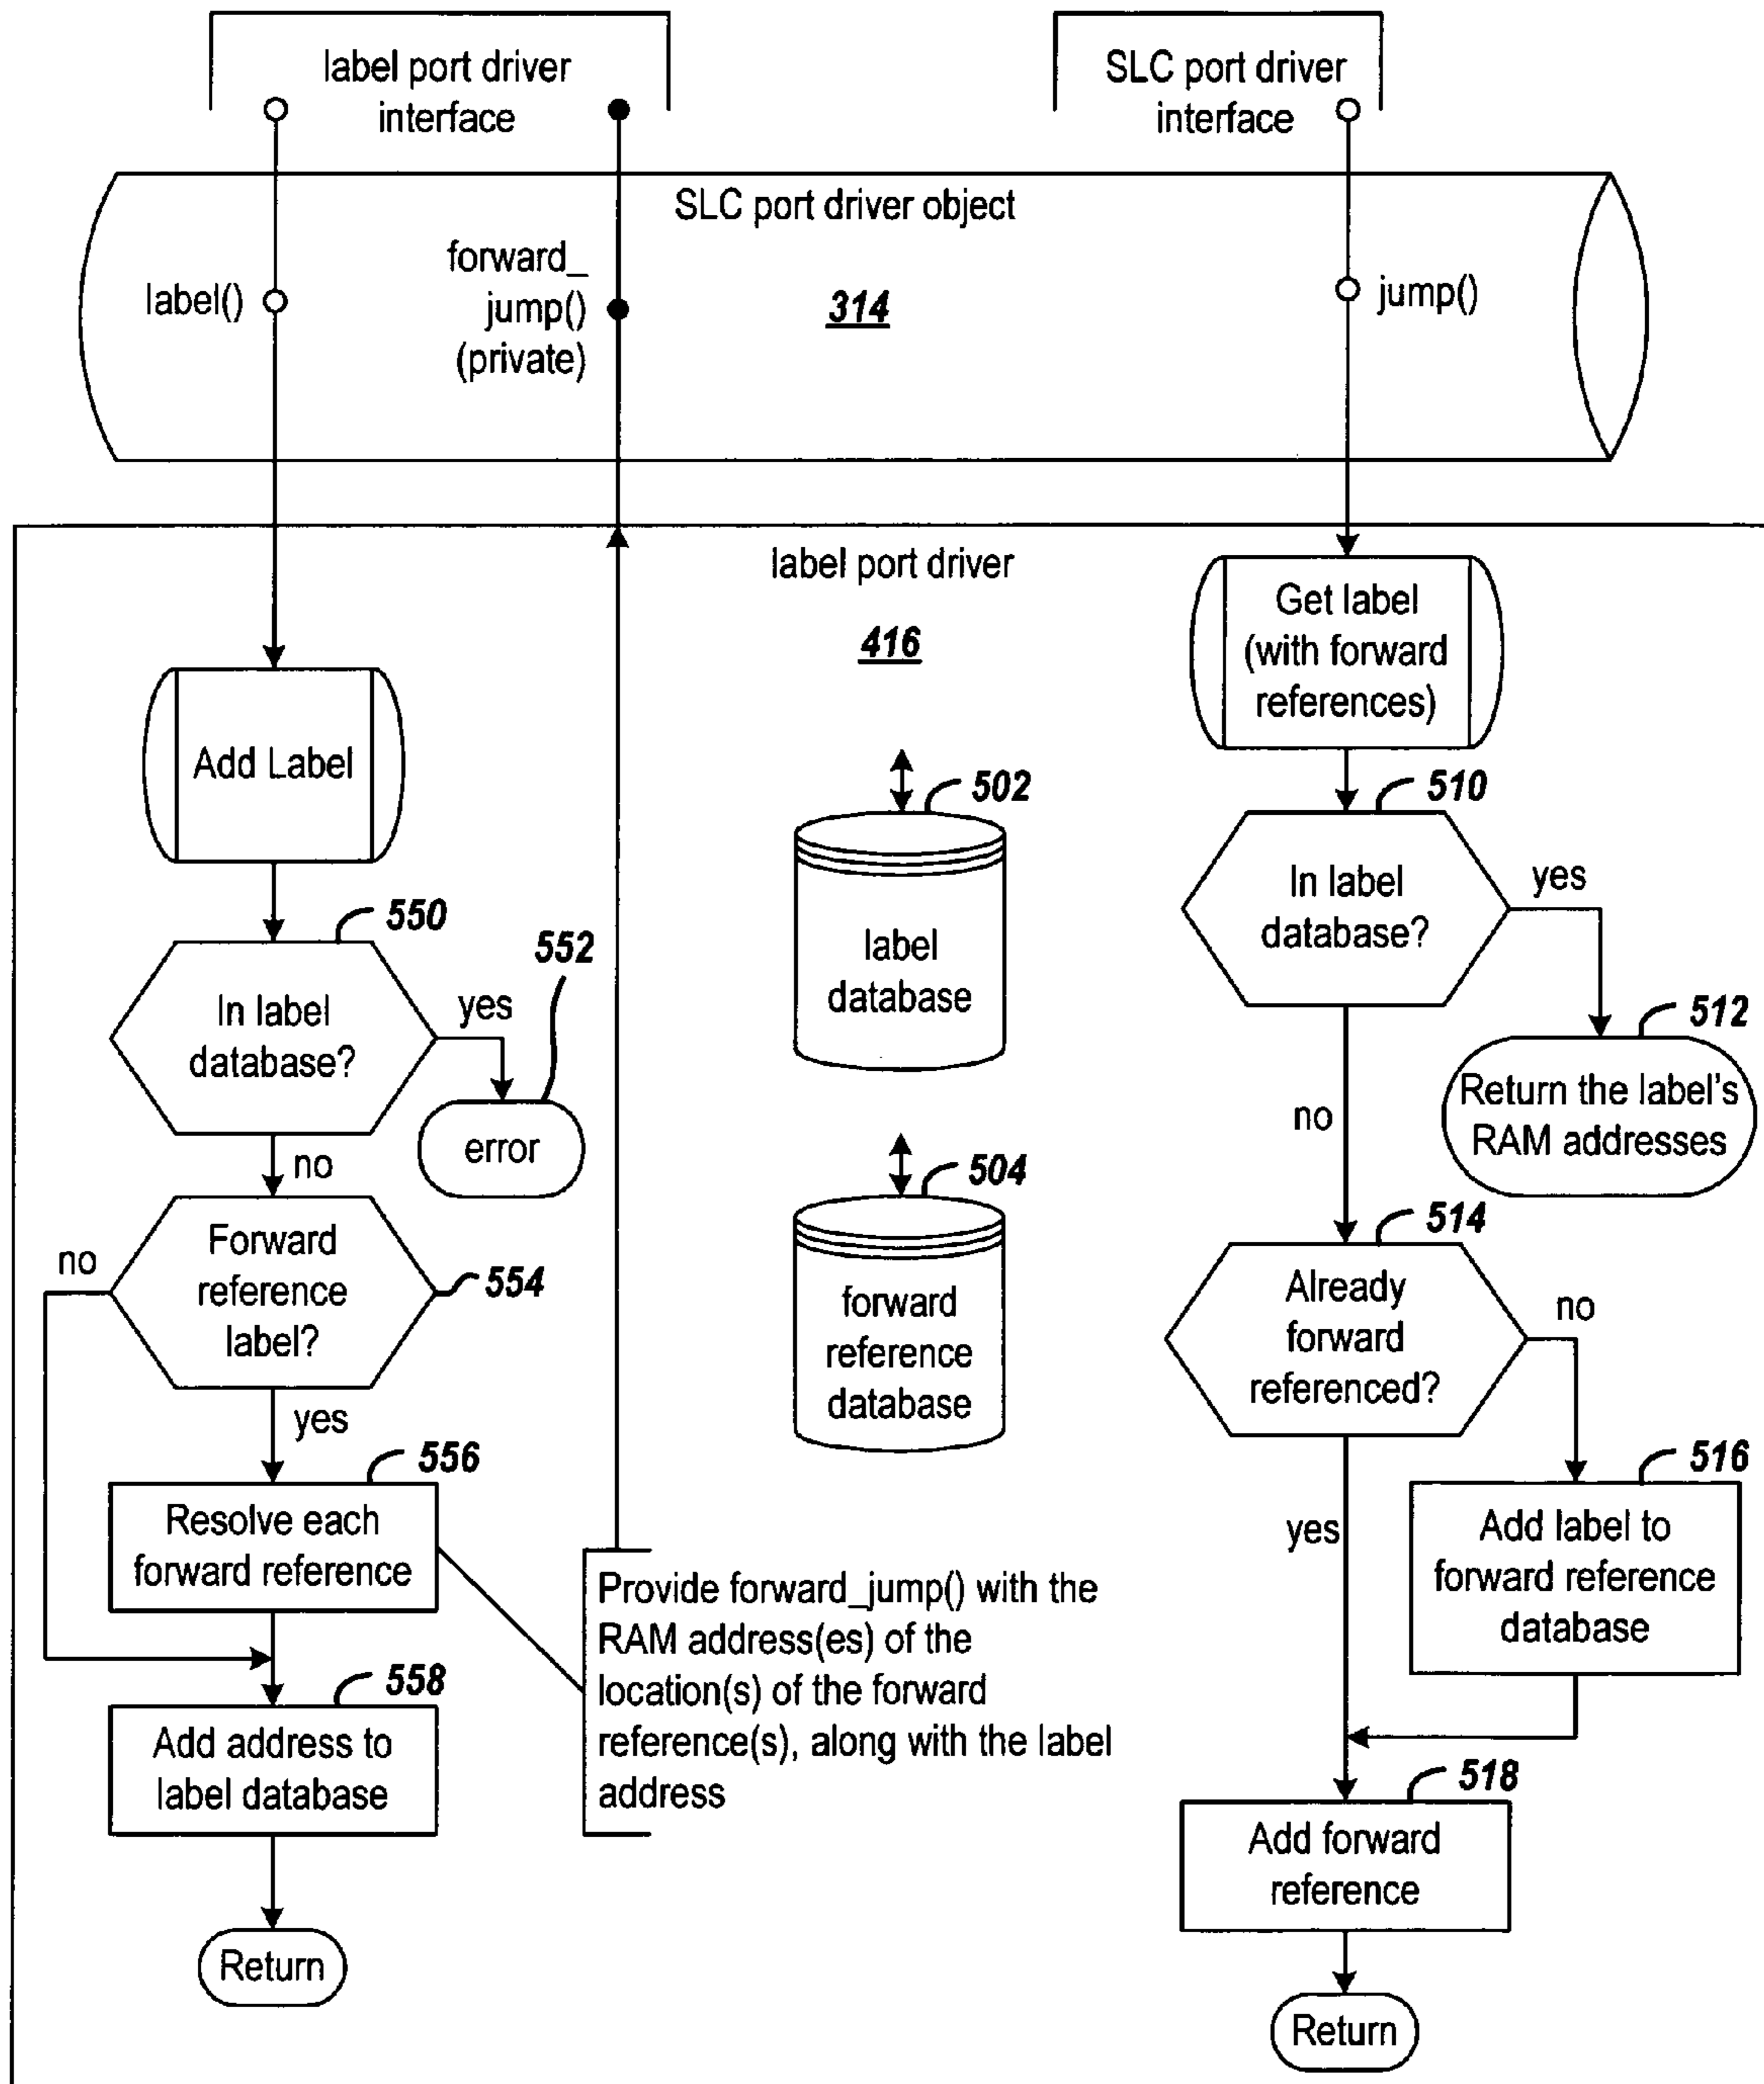 label port driver
interface
SLC port driver
interface
SLC port driver object
label()
forward_
jump()
(private)
314
jump()
label port driver
416
Get label
(with forward
references)
Add Label
502
label
database
510
In label
database?
yes
no
512
Return the label's
RAM addresses
550
In label
database?
yes
552
error
no
504
forward
reference
database
514
Already
forward
referenced?
no
yes
Forward
reference
label?
554
no
yes
556
Resolve each
forward reference
516
Add label to
forward reference
database
Provide forward_jump() with the
RAM address(es) of the
location(s) of the forward
reference(s), along with the label
address
558
Add address to
label database
518
Add forward
reference
Return
Return